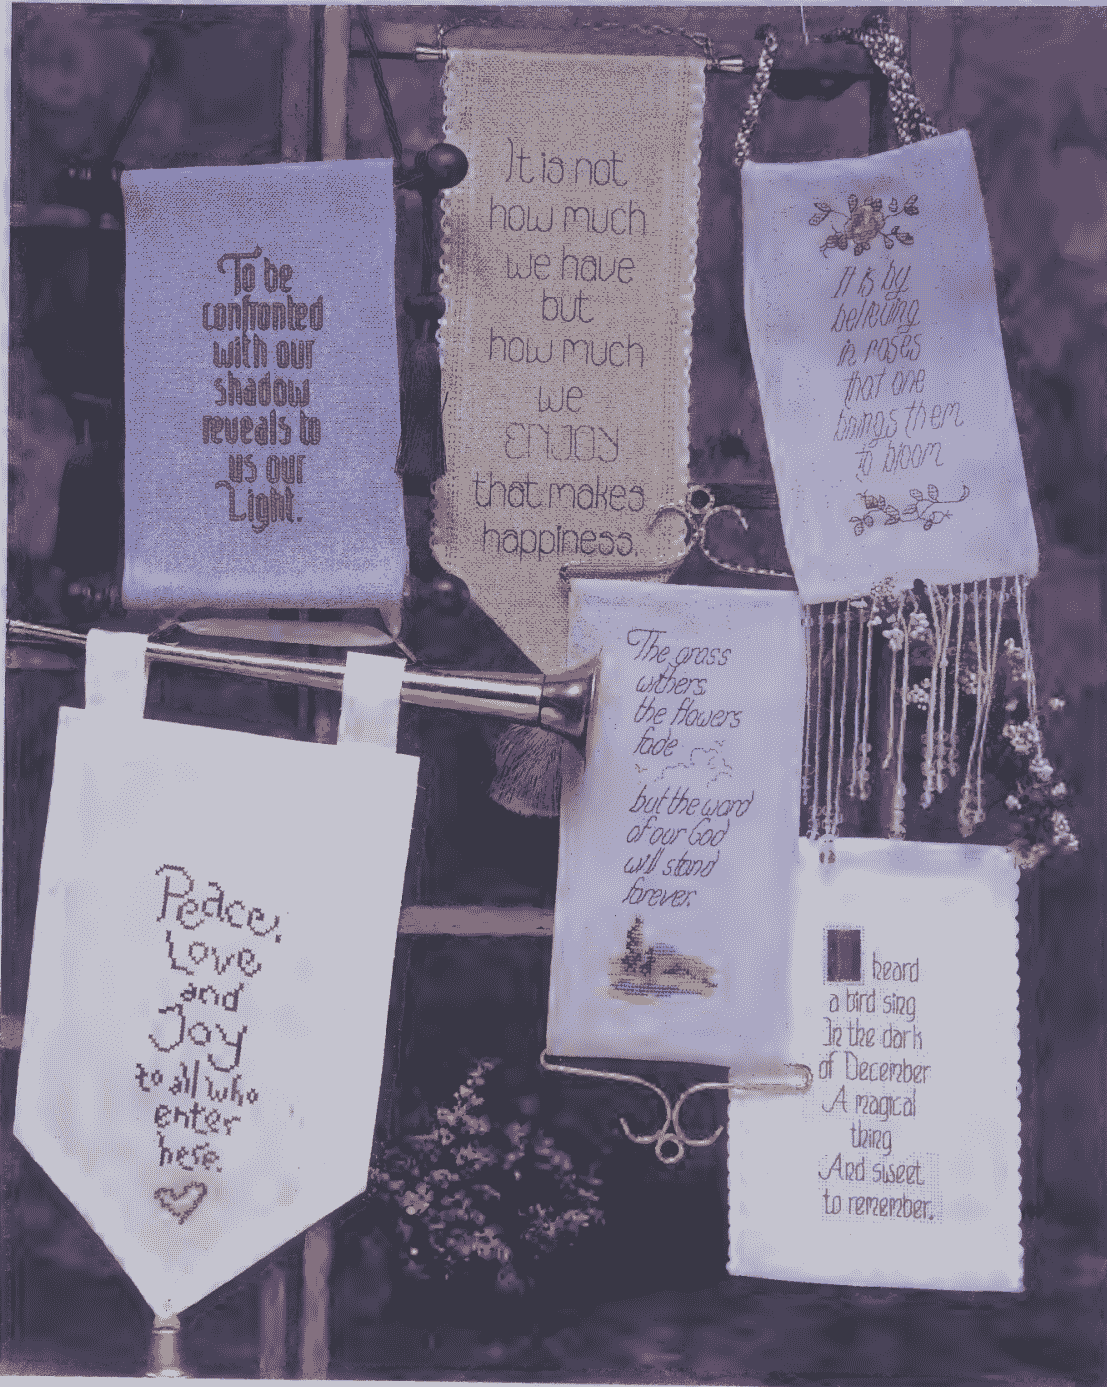 To be
confronted
with our
shadow
reveals to
us our
Light.
It is not
how much
we have
but
how much
we
ENJOY
that makes
happiness.
It is by
believing
in roses
that one
brings them
to bloom
The grass
withers
the flowers
fade
but the word
of our God
will stand
forever.
Peace,
Love
and
Joy
to all who
enter
here.
heard
a bird sing
In the dark
of December
A magical
thing
And sweet
to remember.